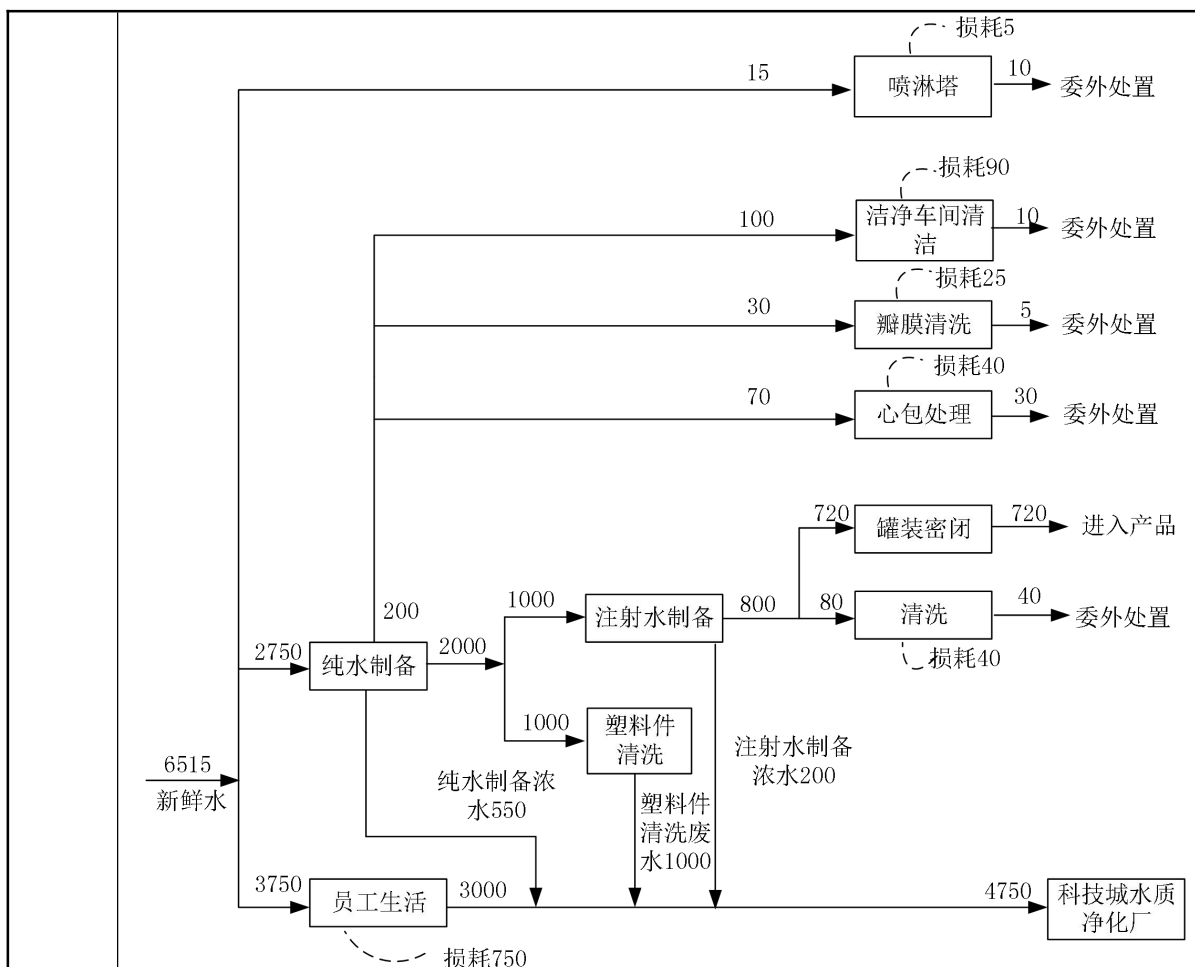 损耗5
15
喷淋塔
10
委外处置
损耗90
100
洁净车间清
洁
10
委外处置
损耗25
30
瓣膜清洗
5
委外处置
损耗40
70
心包处理
30
委外处置
720
罐装密闭
720
进入产品
200
1000
注射水制备
800
80
清洗
40
委外处置
损耗40
2750
纯水制备
2000
1000
塑料件
清洗
注射水制备
浓水200
6515
新鲜水
纯水制备浓
水550
塑料件
清洗废
水1000
3750
员工生活
3000
4750
科技城水质
净化厂
损耗750